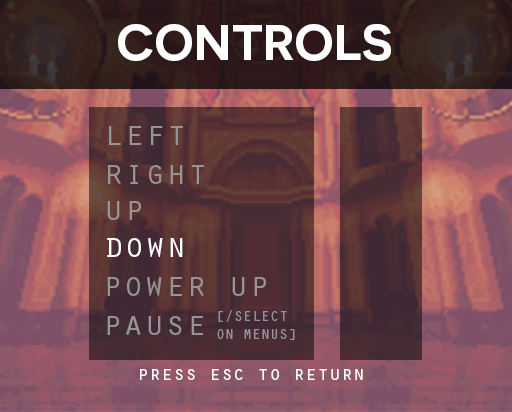 CONTROLS
LEFT
RIGHT
UP
DOWN
POWER UP
PAUSE [/SELECT
ON MENUS]
PRESS ESC TO RETURN